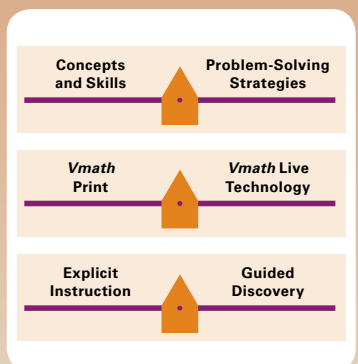 Concepts
and Skills
Problem-Solving
Strategies
Vmath
Print
Vmath Live
Technology
Explicit
Instruction
Guided
Discovery